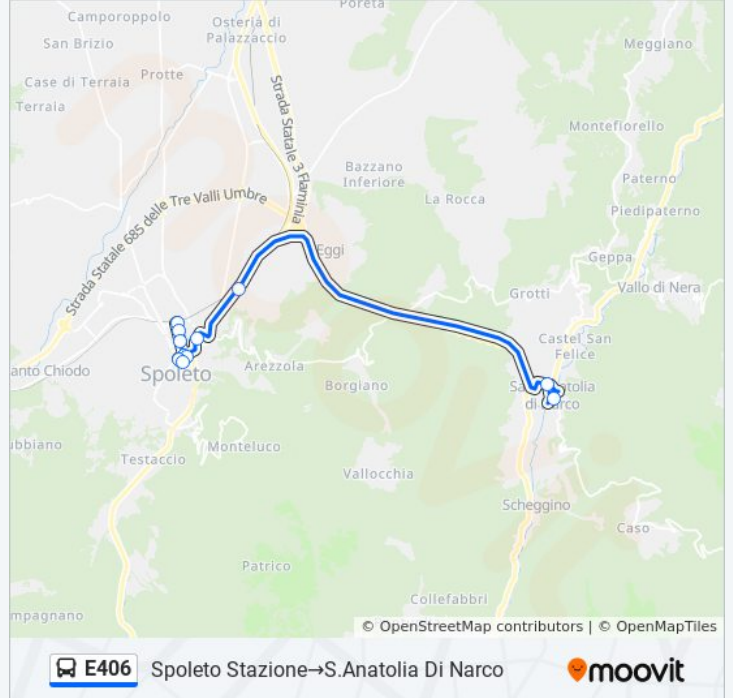 Poreta
Camporoppolo
Osteria di
Palazzaccio
San Brizio
Meggiano
Case di Terraia
Protte
Terraia
Strada Statale 3 Flaminia
Montefiorello
Bazzano
Inferiore
Paterno
La Rocca
Strada Statale 685 delle Tre Valli Umbre
Piedipaterno
Eggi
Geppa
Vallo di Nera
Grotti
Castel San
Felice
anto Chiodo
Spoleto
Arezzola
Borgiano
di Narco
ubbiano
Monteluco
Testaccio
Vallocchia
Scheggino
Caso
Patrico
Collefabbri
mpagnano
© OpenStreetMap contributors | © OpenMapTiles
E406 Spoleto Stazione→S.Anatolia Di Narco
moovit